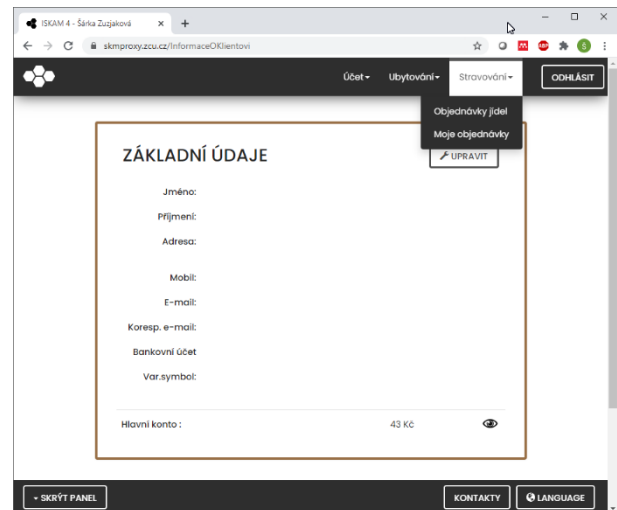 ISKAM 4 - Šárka Zuzjaková
skmproxy.zcu.cz/InformaceOKlientovi
ABP
Š
Účet
Ubytování
Stravování
ODHLÁSIT
Objednávky jídel
Moje objednávky
ZÁKLADNÍ ÚDAJE
UPRAVIT
Jméno:
Příjmení:
Adresa:
Mobil:
E-mail:
Koresp. e-mail:
Bankovní účet
Var.symbol:
Hlavní konto :
43 Kč
SKRÝT PANEL
KONTAKTY
LANGUAGE